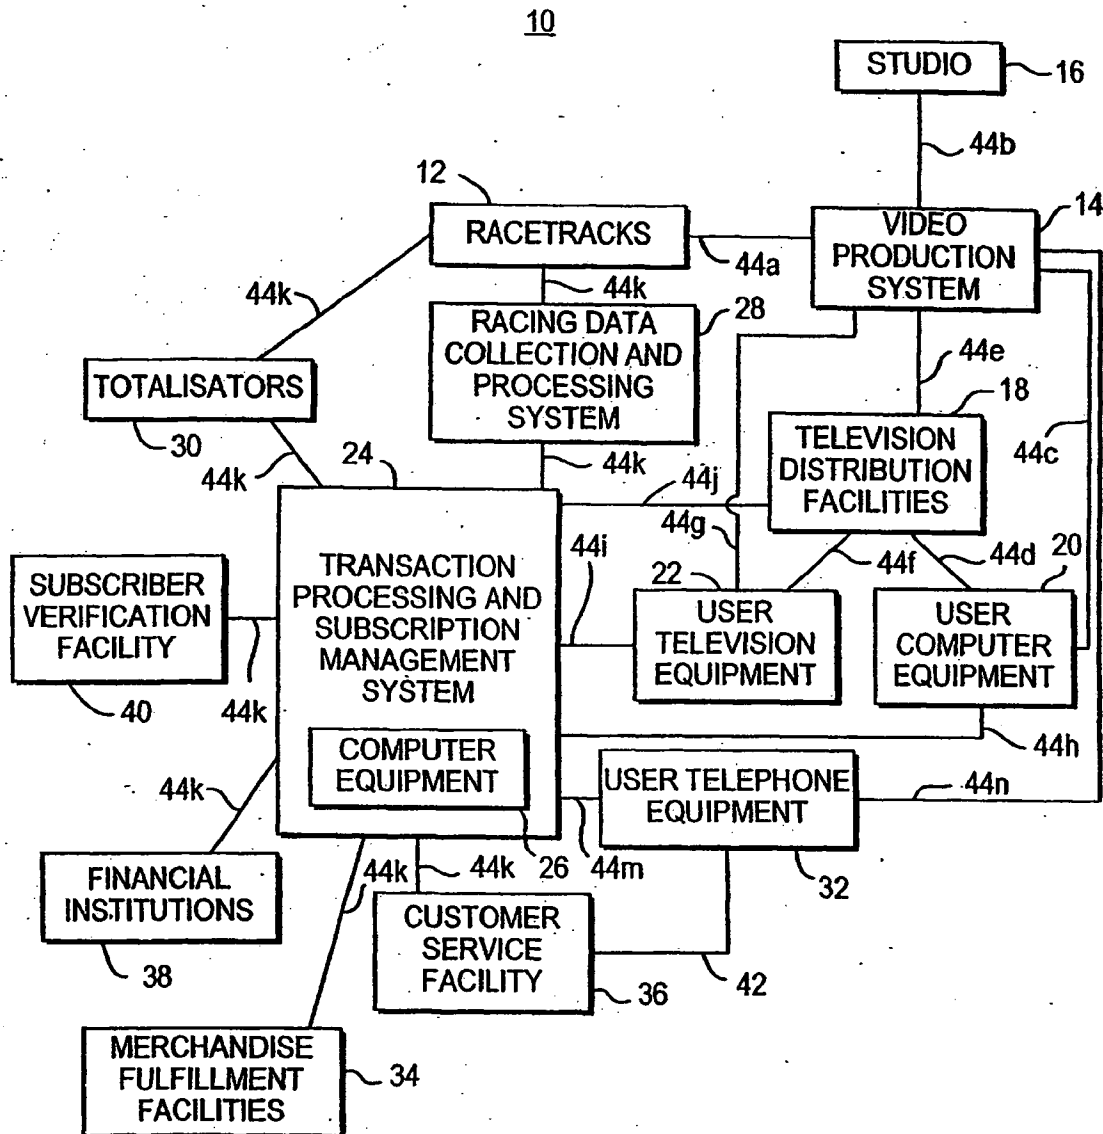 10
STUDIO
16
44b
12
14
RACETRACKS
44a
VIDEO
PRODUCTION
SYSTEM
44k
44k
28
RACING DATA
COLLECTION AND
PROCESSING
SYSTEM
44e
18
TOTALISATORS
30
44k
24
44k
TELEVISION
DISTRIBUTION
FACILITIES
44c
44j
44g
44i
22
44f
44d
20
SUBSCRIBER
VERIFICATION
FACILITY
40
44k
TRANSACTION
PROCESSING AND
SUBSCRIPTION
MANAGEMENT
SYSTEM
USER
TELEVISION
EQUIPMENT
USER
COMPUTER
EQUIPMENT
44h
COMPUTER
EQUIPMENT
26
USER TELEPHONE
EQUIPMENT
44n
44m
32
44k
FINANCIAL
INSTITUTIONS
38
44k
44k
CUSTOMER
SERVICE
FACILITY
36
42
MERCHANDISE
FULFILLMENT
FACILITIES
34